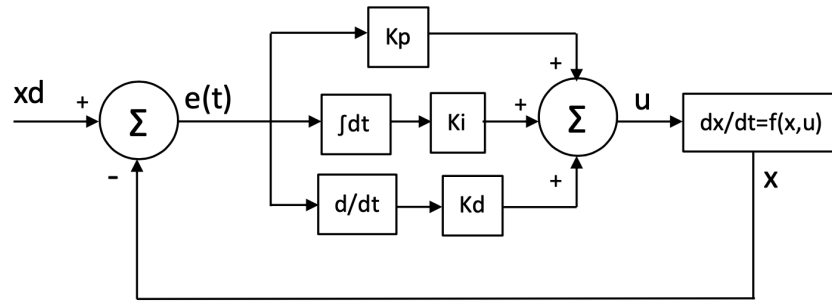 Kp
+
xd
+
Σ
e(t)
∫dt
Ki
+
Σ
u
dx/dt=f(x,u)
-
+
x
d/dt
Kd